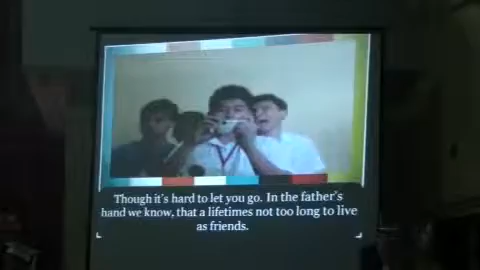 Though it's hard to let you go. In the father's
hand we know, that a lifetimes not too long to live
as friends.